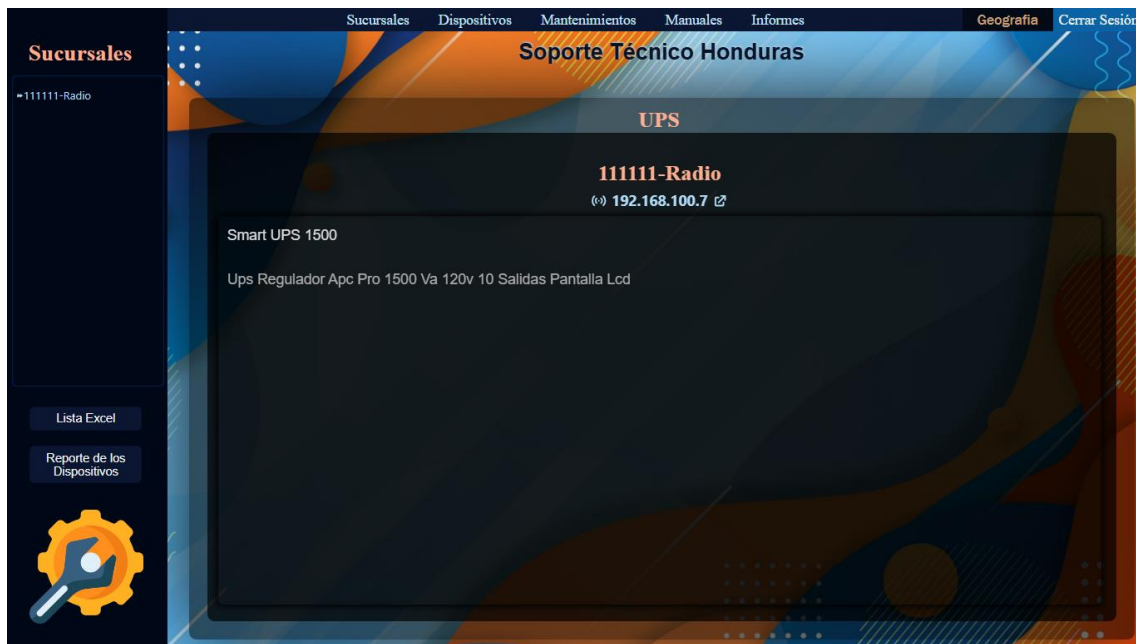 Sucursales Dispositivos Mantenimientos Manuales Informes Geografia Cerrar Sesión
Sucursales
Soporte Técnico Honduras
111111-Radio
UPS
111111-Radio
192.168.100.7
Smart UPS 1500
Ups Regulador Apc Pro 1500 Va 120v 10 Salidas Pantalla Lcd
Lista Excel
Reporte de los
Dispositivos